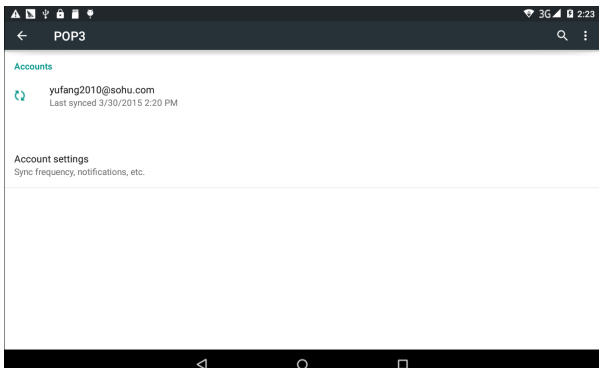 3G 2:23
POP3
Accounts
yufang2010@sohu.com
Last synced 3/30/2015 2:20 PM
Account settings
Sync frequency, notifications, etc.